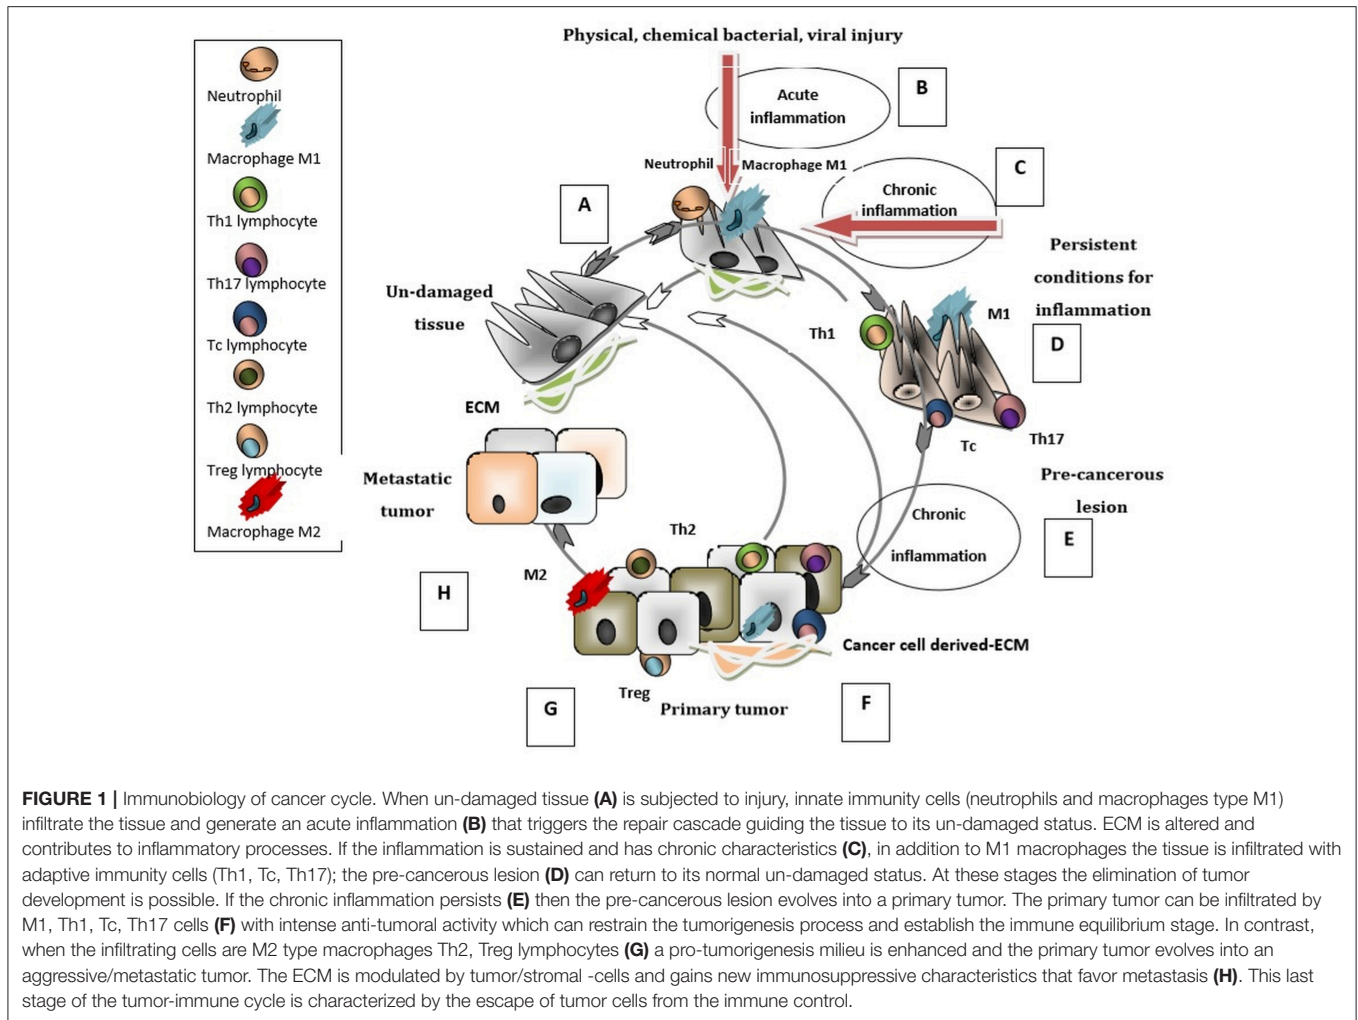 Neutrophil
Macrophage M1
Th1 lymphocyte
Th17 lymphocyte
Tc lymphocyte
Th2 lymphocyte
Treg lymphocyte
Macrophage M2
Physical, chemical bacterial, viral injury
Acute
inflammation
B
Neutrophil
Macrophage M1
Chronic
inflammation
C
A
Persistent
conditions for
inflammation
Un-damaged
tissue
Th1
M1
D
ECM
Tc
Th17
Metastatic
tumor
Pre-cancerous
lesion
Chronic
inflammation
E
Th2
M2
H
Cancer cell derived-ECM
Treg
Primary tumor
G
F
FIGURE 1 | Immunobiology of cancer cycle. When un-damaged tissue (A) is subjected to injury, innate immunity cells (neutrophils and macrophages type M1)
infiltrate the tissue and generate an acute inflammation (B) that triggers the repair cascade guiding the tissue to its un-damaged status. ECM is altered and
contributes to inflammatory processes. If the inflammation is sustained and has chronic characteristics (C), in addition to M1 macrophages the tissue is infiltrated with
adaptive immunity cells (Th1, Tc, Th17); the pre-cancerous lesion (D) can return to its normal un-damaged status. At these stages the elimination of tumor
development is possible. If the chronic inflammation persists (E) then the pre-cancerous lesion evolves into a primary tumor. The primary tumor can be infiltrated by
M1, Th1, Tc, Th17 cells (F) with intense anti-tumoral activity which can restrain the tumorigenesis process and establish the immune equilibrium stage. In contrast,
when the infiltrating cells are M2 type macrophages Th2, Treg lymphocytes (G) a pro-tumorigenesis milieu is enhanced and the primary tumor evolves into an
aggressive/metastatic tumor. The ECM is modulated by tumor/stromal -cells and gains new immunosuppressive characteristics that favor metastasis (H). This last
stage of the tumor-immune cycle is characterized by the escape of tumor cells from the immune control.